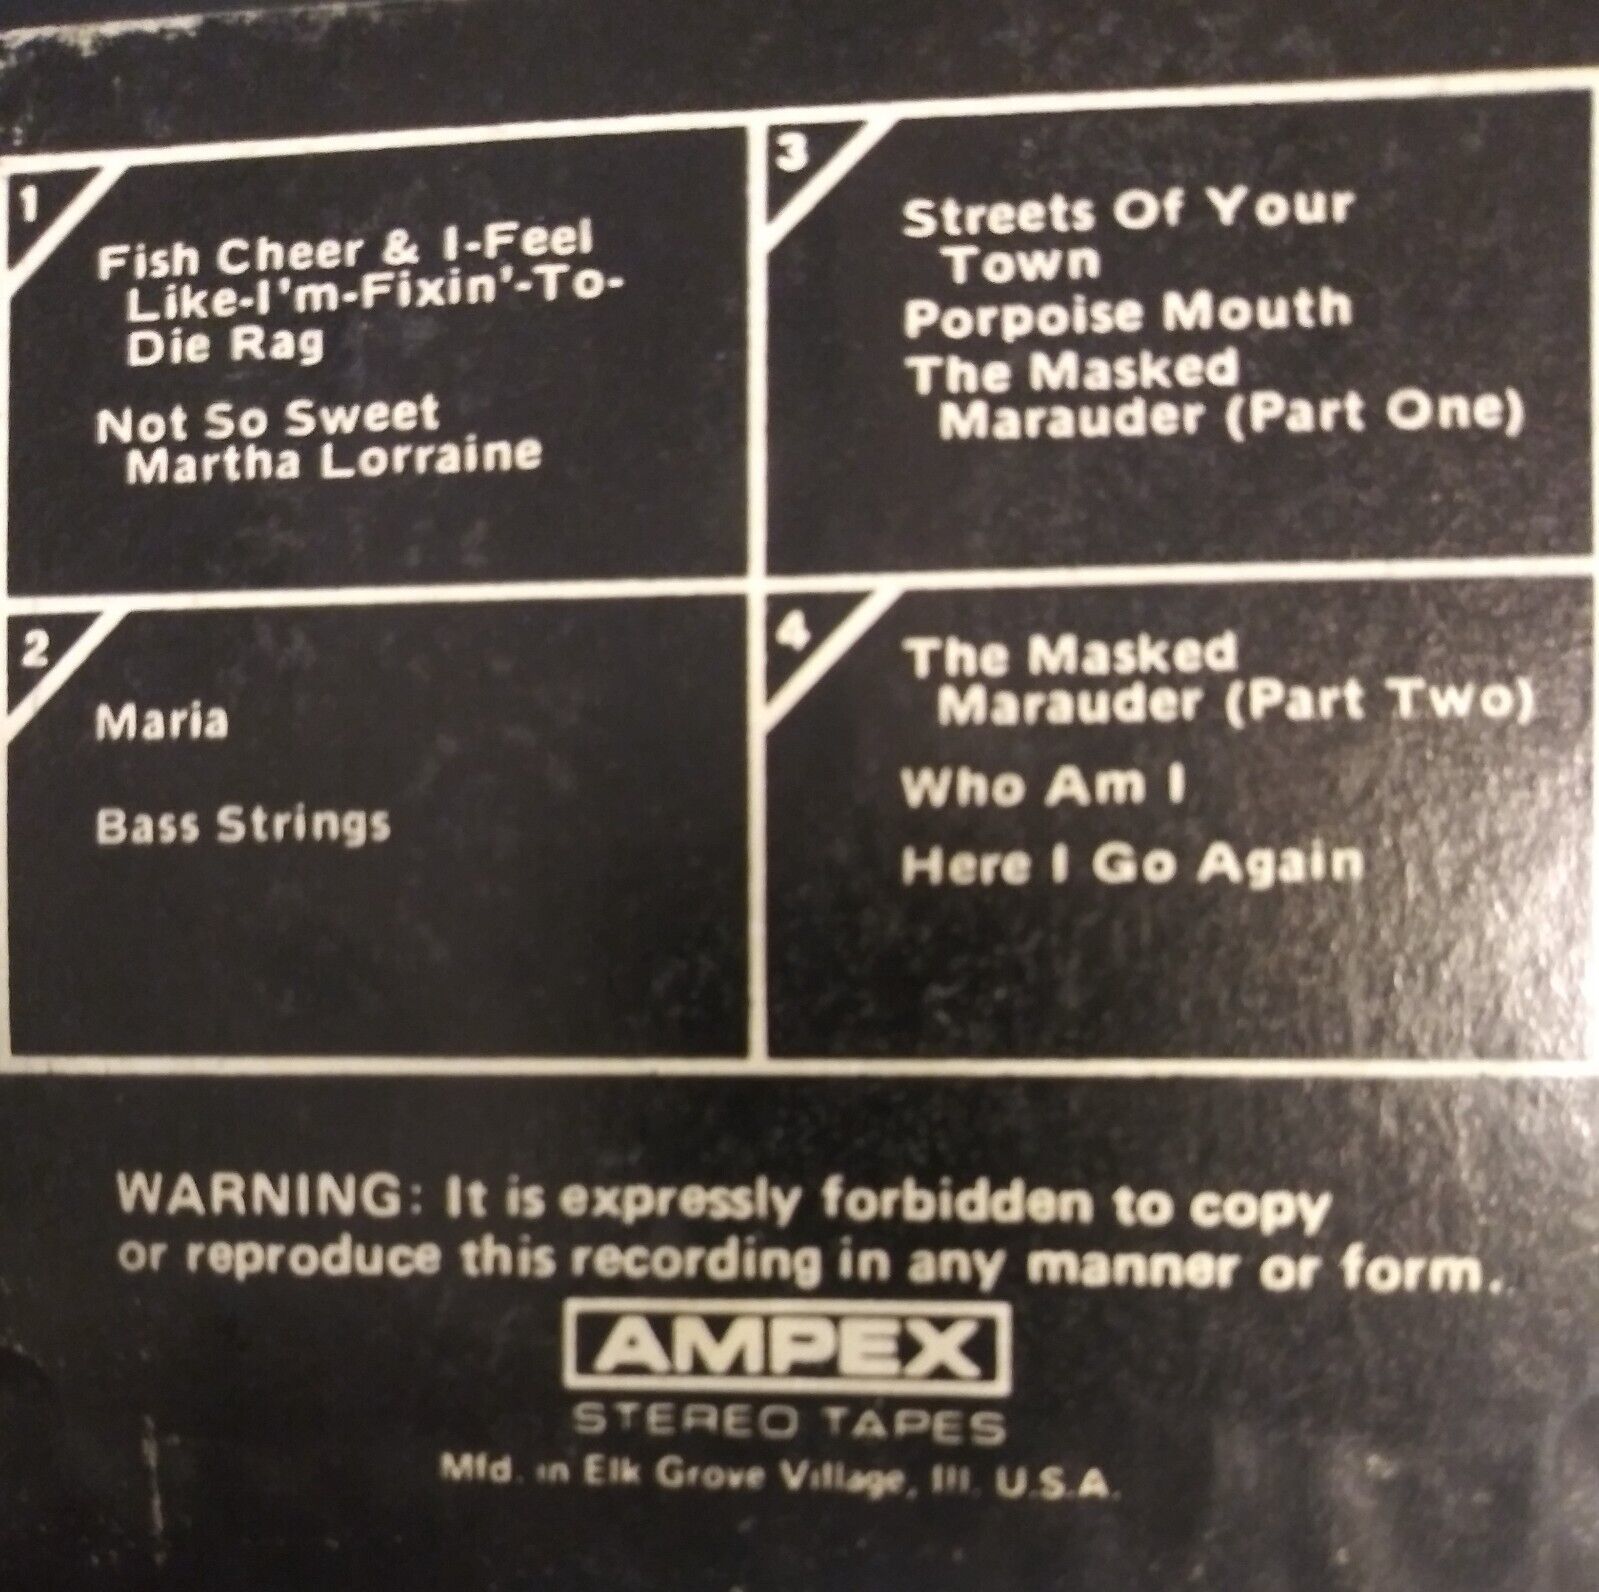 1
Fish Cheer & I-Feel
Like-I'm-Fixin'-To-
Die Rag
Not So Sweet
Martha Lorraine
2
Maria
Bass Strings
3
Streets Of Your
Town
Porpoise Mouth
The Masked
Marauder (Part One)
4
The Masked
Marauder (Part Two)
Who Am I
Here I Go Again
WARNING: It is expressly forbidden to copy
or reproduce this recording in any manner or form.
AMPEX
STEREO TAPES
Mfd. in Elk Grove Village, Ill. U.S.A.